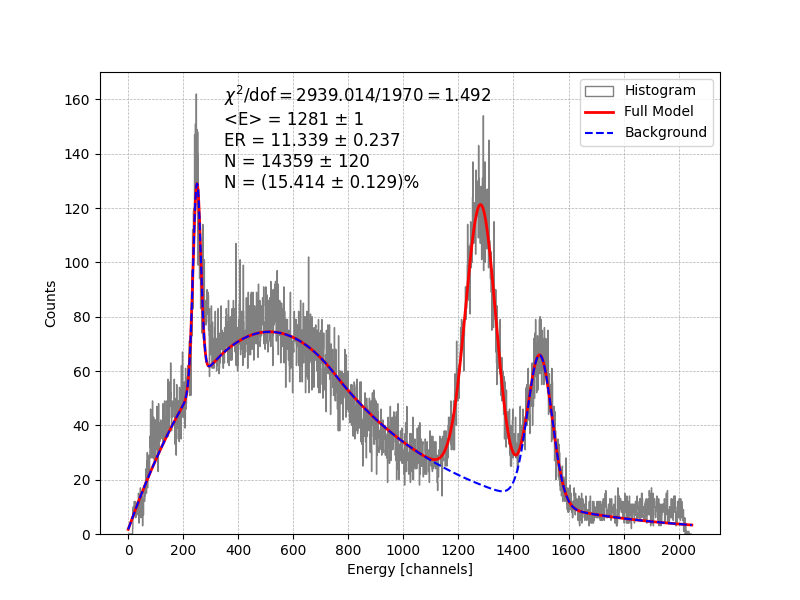 χ²/dof = 2939.014/1970 = 1.492
<E> = 1281 ± 1
ER = 11.339 ± 0.237
N = 14359 ± 120
N = (15.414 ± 0.129)%
Histogram
Full Model
Background
Counts
160
140
120
100
80
60
40
20
0
0 200 400 600 800 1000 1200 1400 1600 1800 2000
Energy [channels]